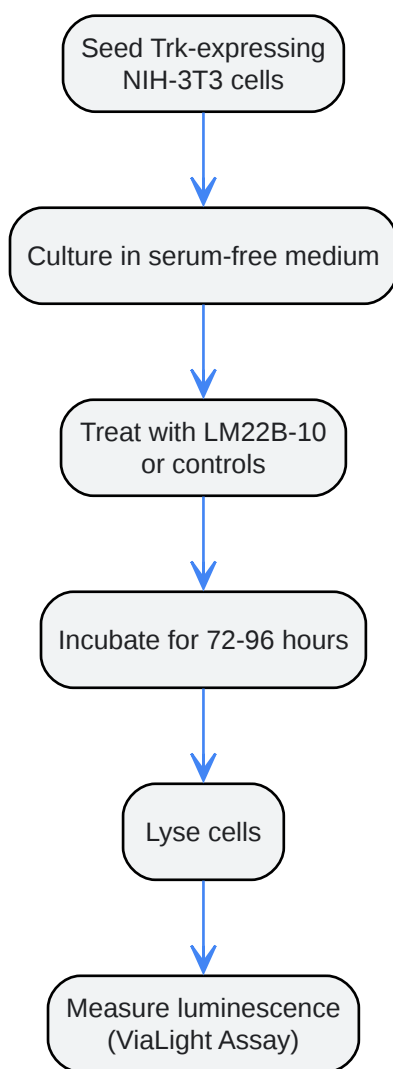 Seed Trk-expressing
NIH-3T3 cells
Culture in serum-free medium
Treat with LM22B-10
or controls
Incubate for 72-96 hours
Lyse cells
Measure luminescence
(ViaLight Assay)